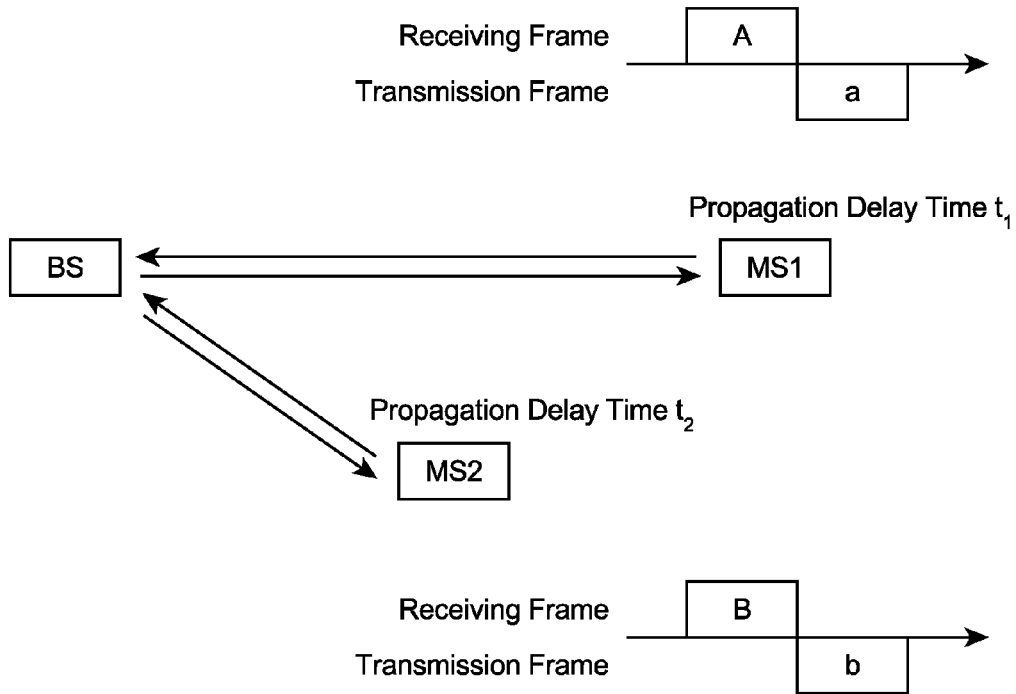 Receiving Frame A
Transmission Frame a
Propagation Delay Time t₁
BS MS1
Propagation Delay Time t₂
MS2
Receiving Frame B
Transmission Frame b